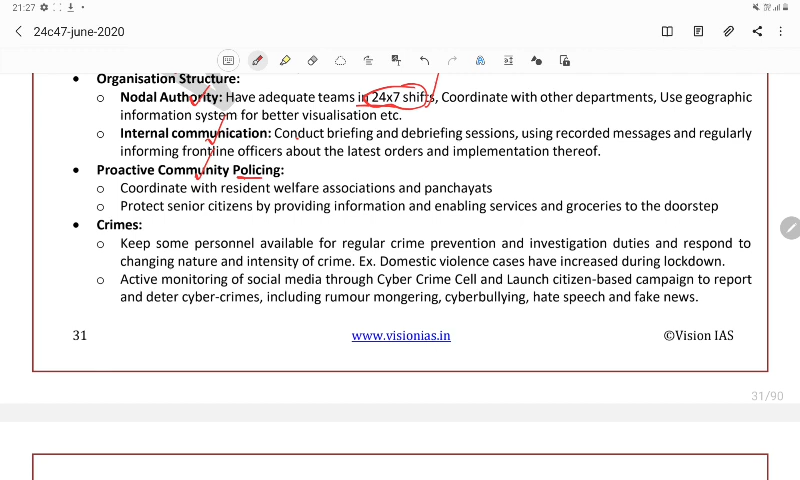 21:27
24c47-june-2020
• Organisation Structure:
o Nodal Authority: Have adequate teams in 24x7 shifts, Coordinate with other departments, Use geographic
information system for better visualisation etc.
o Internal communication: Conduct briefing and debriefing sessions, using recorded messages and regularly
informing frontline officers about the latest orders and implementation thereof.
• Proactive Community Policing:
o Coordinate with resident welfare associations and panchayats
o Protect senior citizens by providing information and enabling services and groceries to the doorstep
• Crimes:
o Keep some personnel available for regular crime prevention and investigation duties and respond to
changing nature and intensity of crime. Ex. Domestic violence cases have increased during lockdown.
o Active monitoring of social media through Cyber Crime Cell and Launch citizen-based campaign to report
and deter cyber-crimes, including rumour mongering, cyberbullying, hate speech and fake news.
31 www.visionias.in ©Vision IAS
31/90